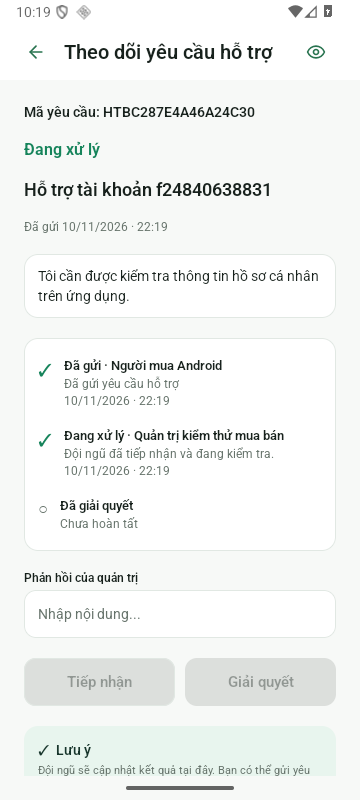 10:19
Theo dõi yêu cầu hỗ trợ
Mã yêu cầu: HTBC287E4A46A24C30
Đang xử lý
Hỗ trợ tài khoản f24840638831
Đã gửi 10/11/2026 · 22:19
Tôi cần được kiểm tra thông tin hồ sơ cá nhân
trên ứng dụng.
Đã gửi · Người mua Android
Đã gửi yêu cầu hỗ trợ
10/11/2026 · 22:19
Đang xử lý · Quản trị kiểm thử mua bán
Đội ngũ đã tiếp nhận và đang kiểm tra.
10/11/2026 · 22:19
Đã giải quyết
Chưa hoàn tất
Phản hồi của quản trị
Nhập nội dung...
Tiếp nhận
Giải quyết
✓ Lưu ý
Đội ngũ sẽ cập nhật kết quả tại đây. Bạn có thể gửi yêu